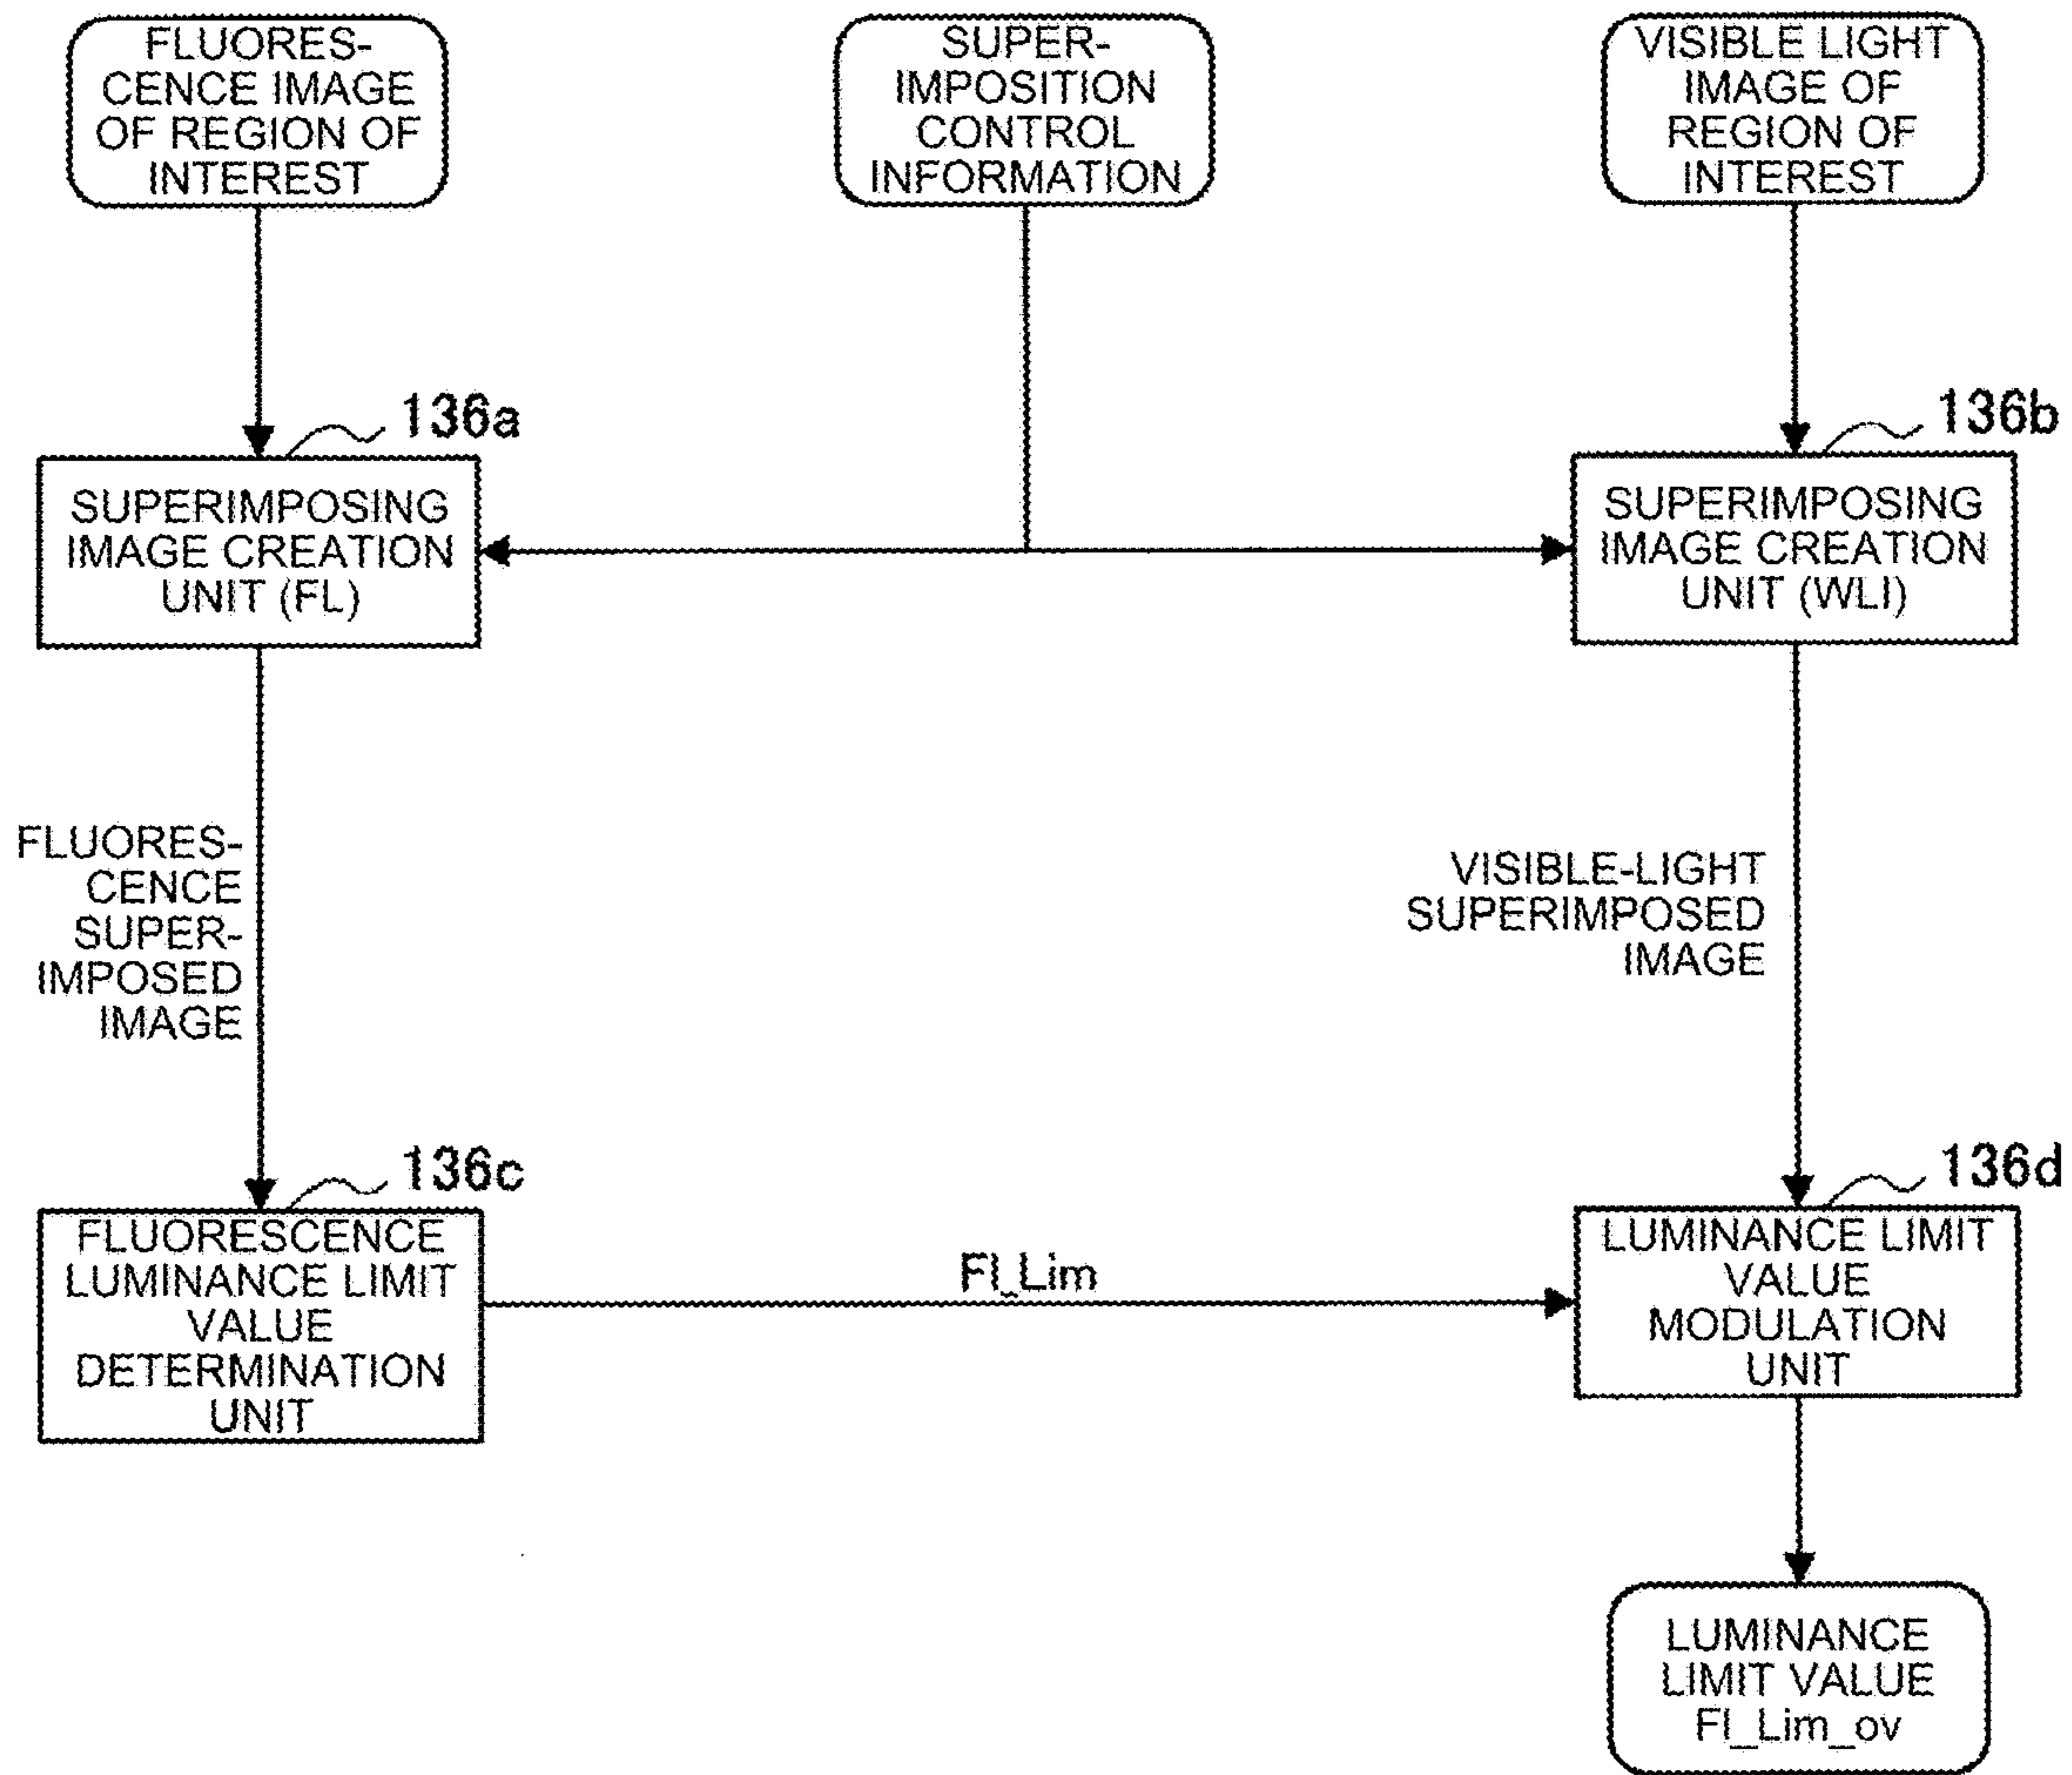 FLUORES-
CENCE IMAGE
OF REGION OF
INTEREST
SUPER-
IMPOSITION
CONTROL
INFORMATION
VISIBLE LIGHT
IMAGE OF
REGION OF
INTEREST
136a
136b
SUPERIMPOSING
IMAGE CREATION
UNIT (FL)
SUPERIMPOSING
IMAGE CREATION
UNIT (WLI)
FLUORES-
CENCE
SUPER-
IMPOSED
IMAGE
VISIBLE-LIGHT
SUPERIMPOSED
IMAGE
136c
136d
FLUORESCENCE
LUMINANCE LIMIT
VALUE
DETERMINATION
UNIT
Fl_Lim
LUMINANCE LIMIT
VALUE
MODULATION
UNIT
LUMINANCE
LIMIT VALUE
Fl_Lim_ov